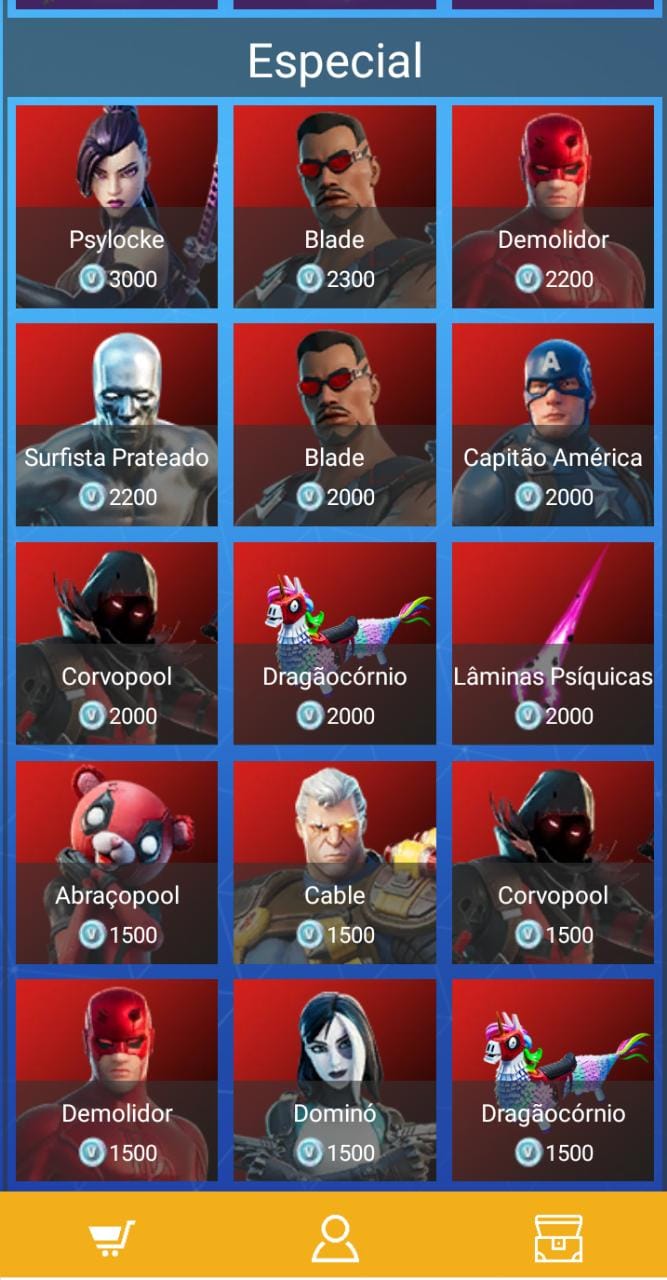 Especial
Psylocke
3000
Blade
2300
Demolidor
2200
Surfista Prateado
2200
Blade
2000
Capitão América
2000
Corvopool
2000
Dragãocórnio
2000
Lâminas Psíquicas
2000
Abraçopool
1500
Cable
1500
Corvopool
1500
Demolidor
1500
Dominó
1500
Dragãocórnio
1500